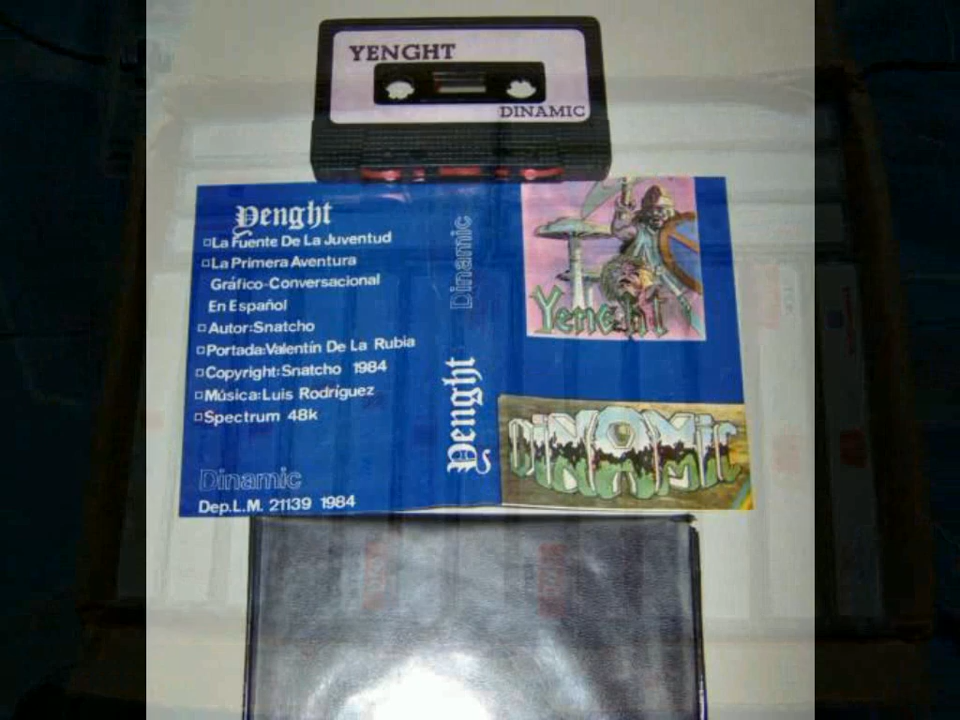 YENGHT
DINAMIC
Yenght
La Fuente De La Juventud
La Primera Aventura
Gráfico-Conversacional
En Español
Autor:Snatcho
Portada:Valentín De La Rubia
Copyright:Snatcho 1984
Música:Luis Rodríguez
Spectrum 48k
Dinamic
Dep.L.M. 21139 1984
Dinamic
Yenght
Yenght
DiNAMiC